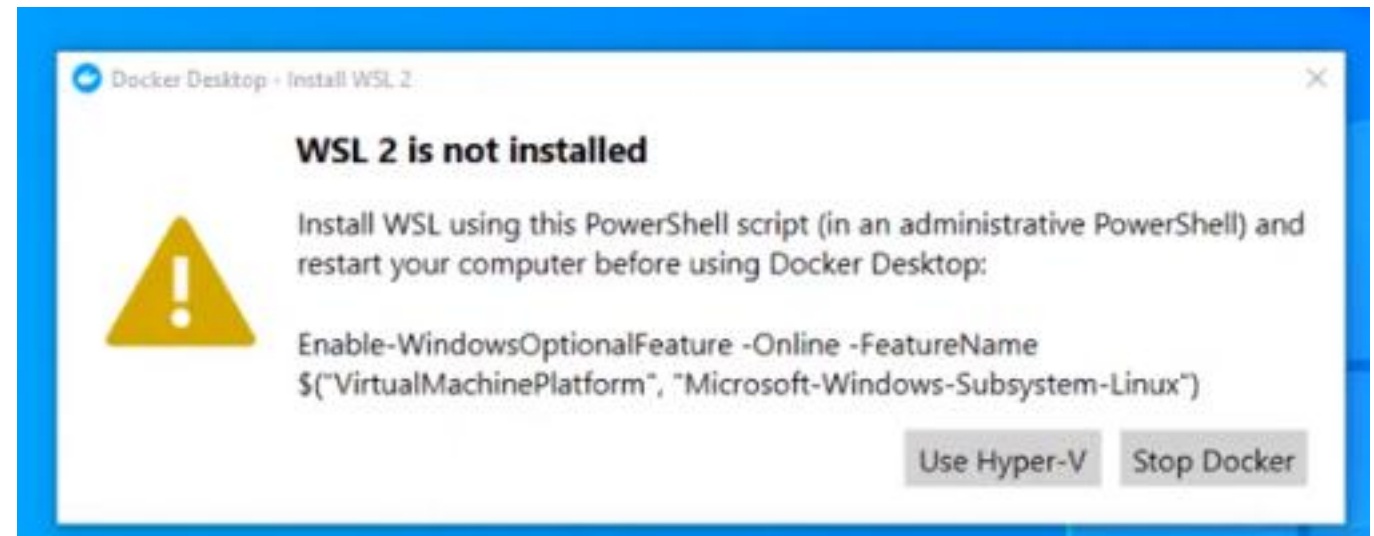 Docker Desktop - Install WSL 2
WSL 2 is not installed
Install WSL using this PowerShell script (in an administrative PowerShell) and
restart your computer before using Docker Desktop:
Enable-WindowsOptionalFeature -Online -FeatureName
$("VirtualMachinePlatform", "Microsoft-Windows-Subsystem-Linux")
Use Hyper-V Stop Docker